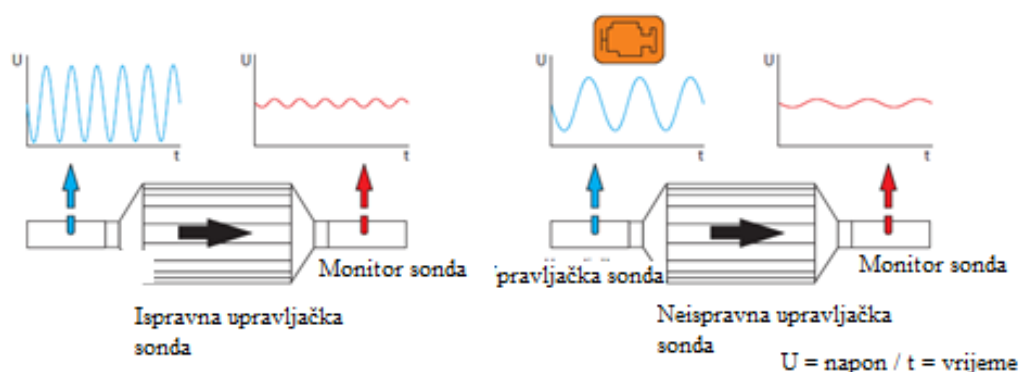 U
t
U
t
U
t
U
t
Monitor sonda
Ispravna upravljačka
sonda
pravljačka sonda
Monitor sonda
Neispravna upravljačka
sonda
U = napon / t = vrijeme